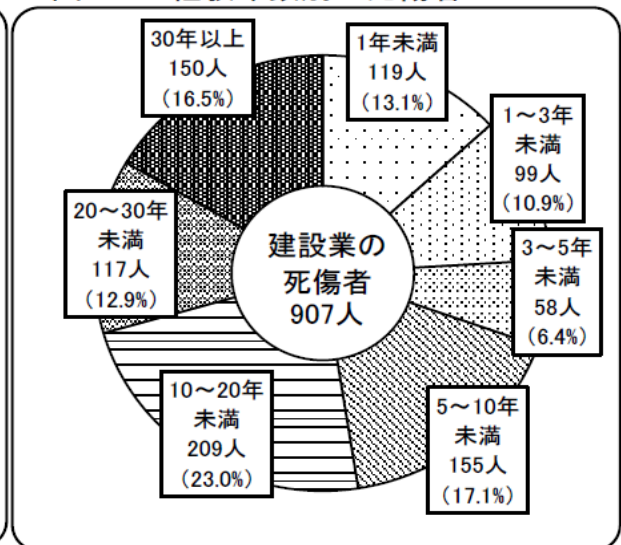 30年以上
150人
（16.5%）
1年未満
119人
（13.1%）
1～3年
未満
99人
（10.9%）
3～5年
未満
58人
（6.4%）
5～10年
未満
155人
（17.1%）
10～20年
未満
209人
（23.0%）
20～30年
未満
117人
（12.9%）
建設業の
死傷者
907人